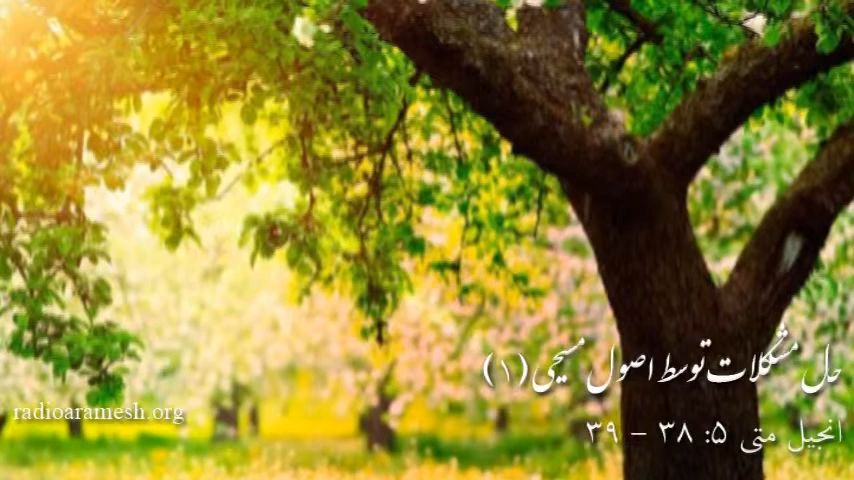 حل مشکلات توسط اصول مسیحی (۱)
radioaramesh.org
انجیل متی ۵: ۳۸ – ۳۹